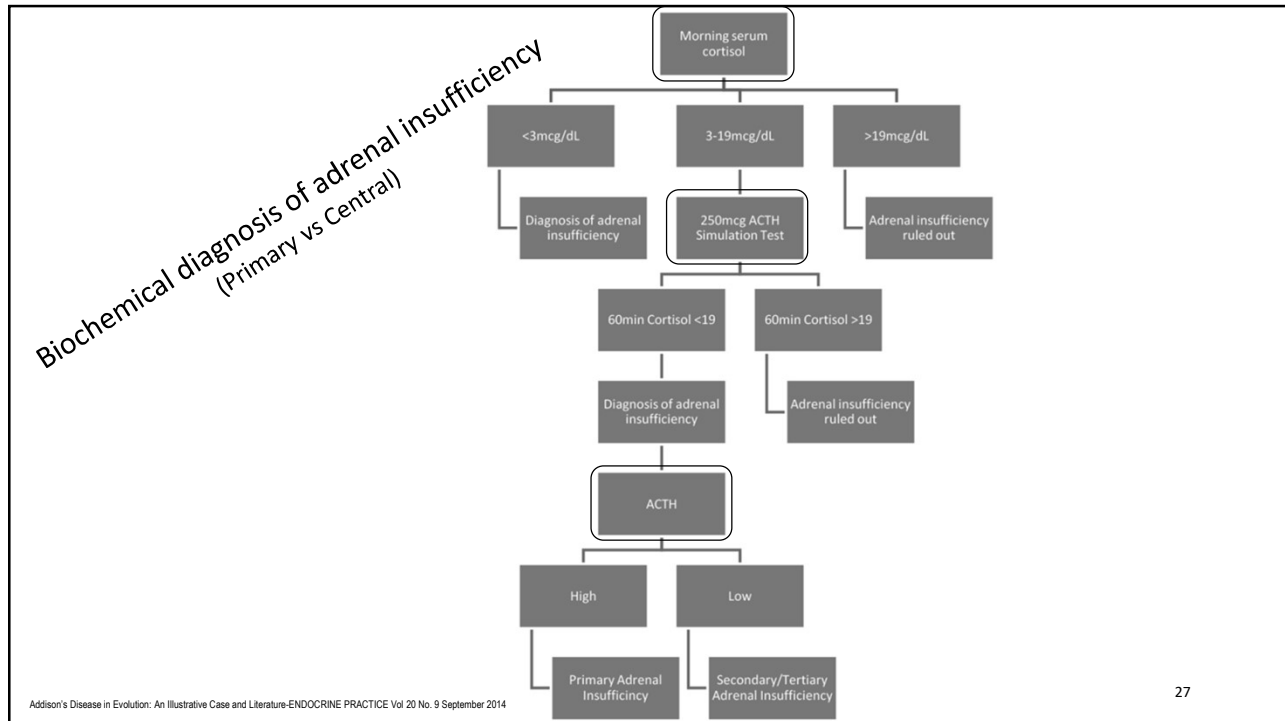 Biochemical diagnosis of adrenal insufficiency
(Primary vs Central)
Morning serum
cortisol
<3mcg/dL
3-19mcg/dL
>19mcg/dL
Diagnosis of adrenal
insufficiency
250mcg ACTH
Simulation Test
Adrenal insufficiency
ruled out
60min Cortisol <19
60min Cortisol >19
Diagnosis of adrenal
insufficiency
Adrenal insufficiency
ruled out
ACTH
High
Low
Primary Adrenal
Insufficincy
Secondary/Tertiary
Adrenal Insufficiency
Addison's Disease in Evolution: An Illustrative Case and Literature-ENDOCRINE PRACTICE Vol 20 No. 9 September 2014
27